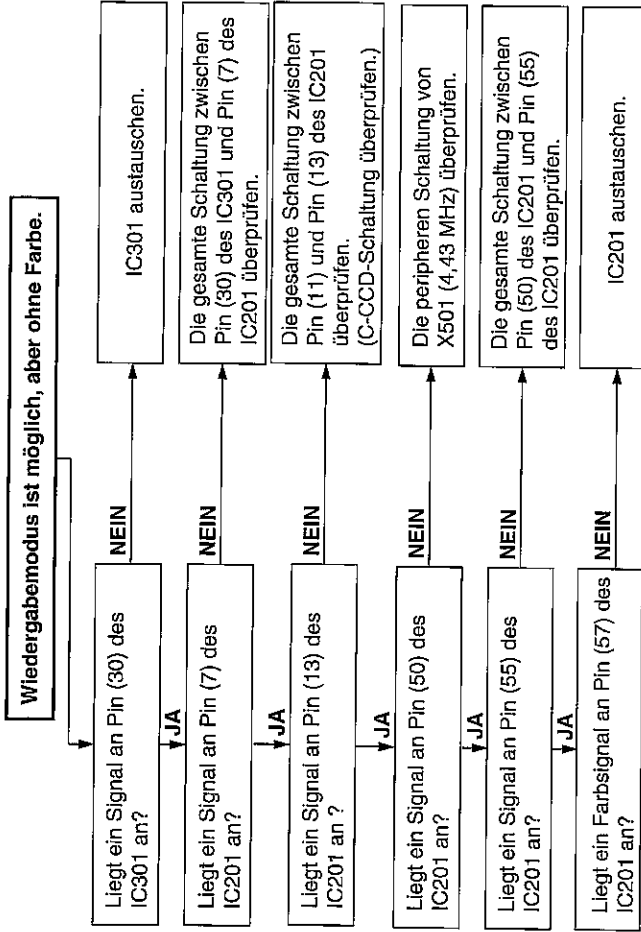 Wiedergabemodus ist möglich, aber ohne Farbe.
Liegt ein Signal an Pin (30) des
IC301 an?
NEIN
IC301 austauschen.
JA
Liegt ein Signal an Pin (7) des
IC201 an?
NEIN
Die gesamte Schaltung zwischen
Pin (30) des IC301 und Pin (7) des
IC201 überprüfen.
JA
Liegt ein Signal an Pin (13) des
IC201 an ?
NEIN
Die gesamte Schaltung zwischen
Pin (11) und Pin (13) des IC201
überprüfen.
(C-CCD-Schaltung überprüfen.)
JA
Liegt ein Signal an Pin (50) des
IC201 an?
NEIN
Die peripheren Schaltung von
X501 (4,43 MHz) überprüfen.
JA
Liegt ein Signal an Pin (55) des
IC201 an?
NEIN
Die gesamte Schaltung zwischen
Pin (50) des IC201 und Pin (55)
des IC201 überprüfen.
JA
Liegt ein Farbsignal an Pin (57) des
IC201 an?
NEIN
IC201 austauschen.